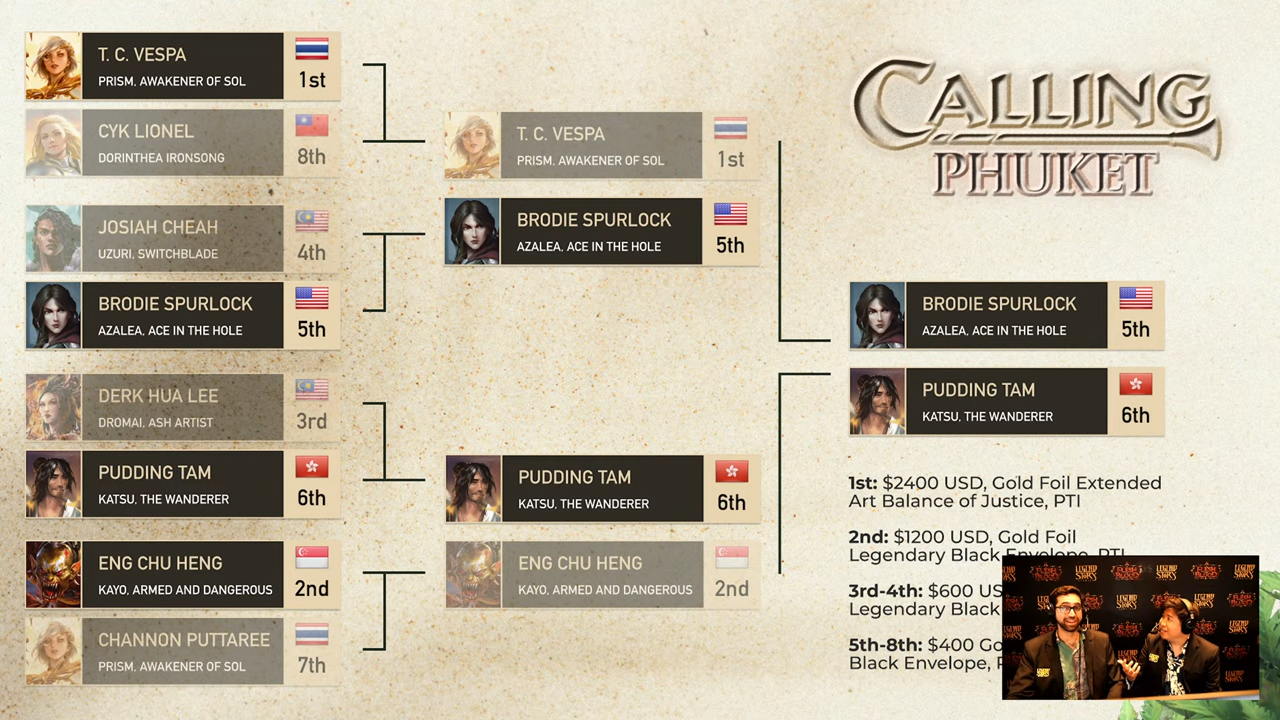 T. C. VESPA
PRISM, AWAKENER OF SOL
1st
CYK LIONEL
DORINTHEA IRONSONG
8th
JOSIAH CHEAH
UZURI, SWITCHBLADE
4th
BRODIE SPURLOCK
AZALEA, ACE IN THE HOLE
5th
DERK HUA LEE
DROMAI, ASH ARTIST
3rd
PUDDING TAM
KATSU, THE WANDERER
6th
ENG CHU HENG
KAYO, ARMED AND DANGEROUS
2nd
CHANNON PUTTAREE
PRISM, AWAKENER OF SOL
7th
T. C. VESPA
PRISM, AWAKENER OF SOL
1st
BRODIE SPURLOCK
AZALEA, ACE IN THE HOLE
5th
PUDDING TAM
KATSU, THE WANDERER
6th
ENG CHU HENG
KAYO, ARMED AND DANGEROUS
2nd
CALLING
PHUKET
BRODIE SPURLOCK
AZALEA, ACE IN THE HOLE
5th
PUDDING TAM
KATSU, THE WANDERER
6th
1st: $2400 USD, Gold Foil Extended
Art Balance of Justice, PTI
2nd: $1200 USD, Gold Foil
Legendary Black Envelope, PTI
3rd-4th: $600 US
Legendary Black
5th-8th: $400 Go
Black Envelope,
LEGEND
STORY